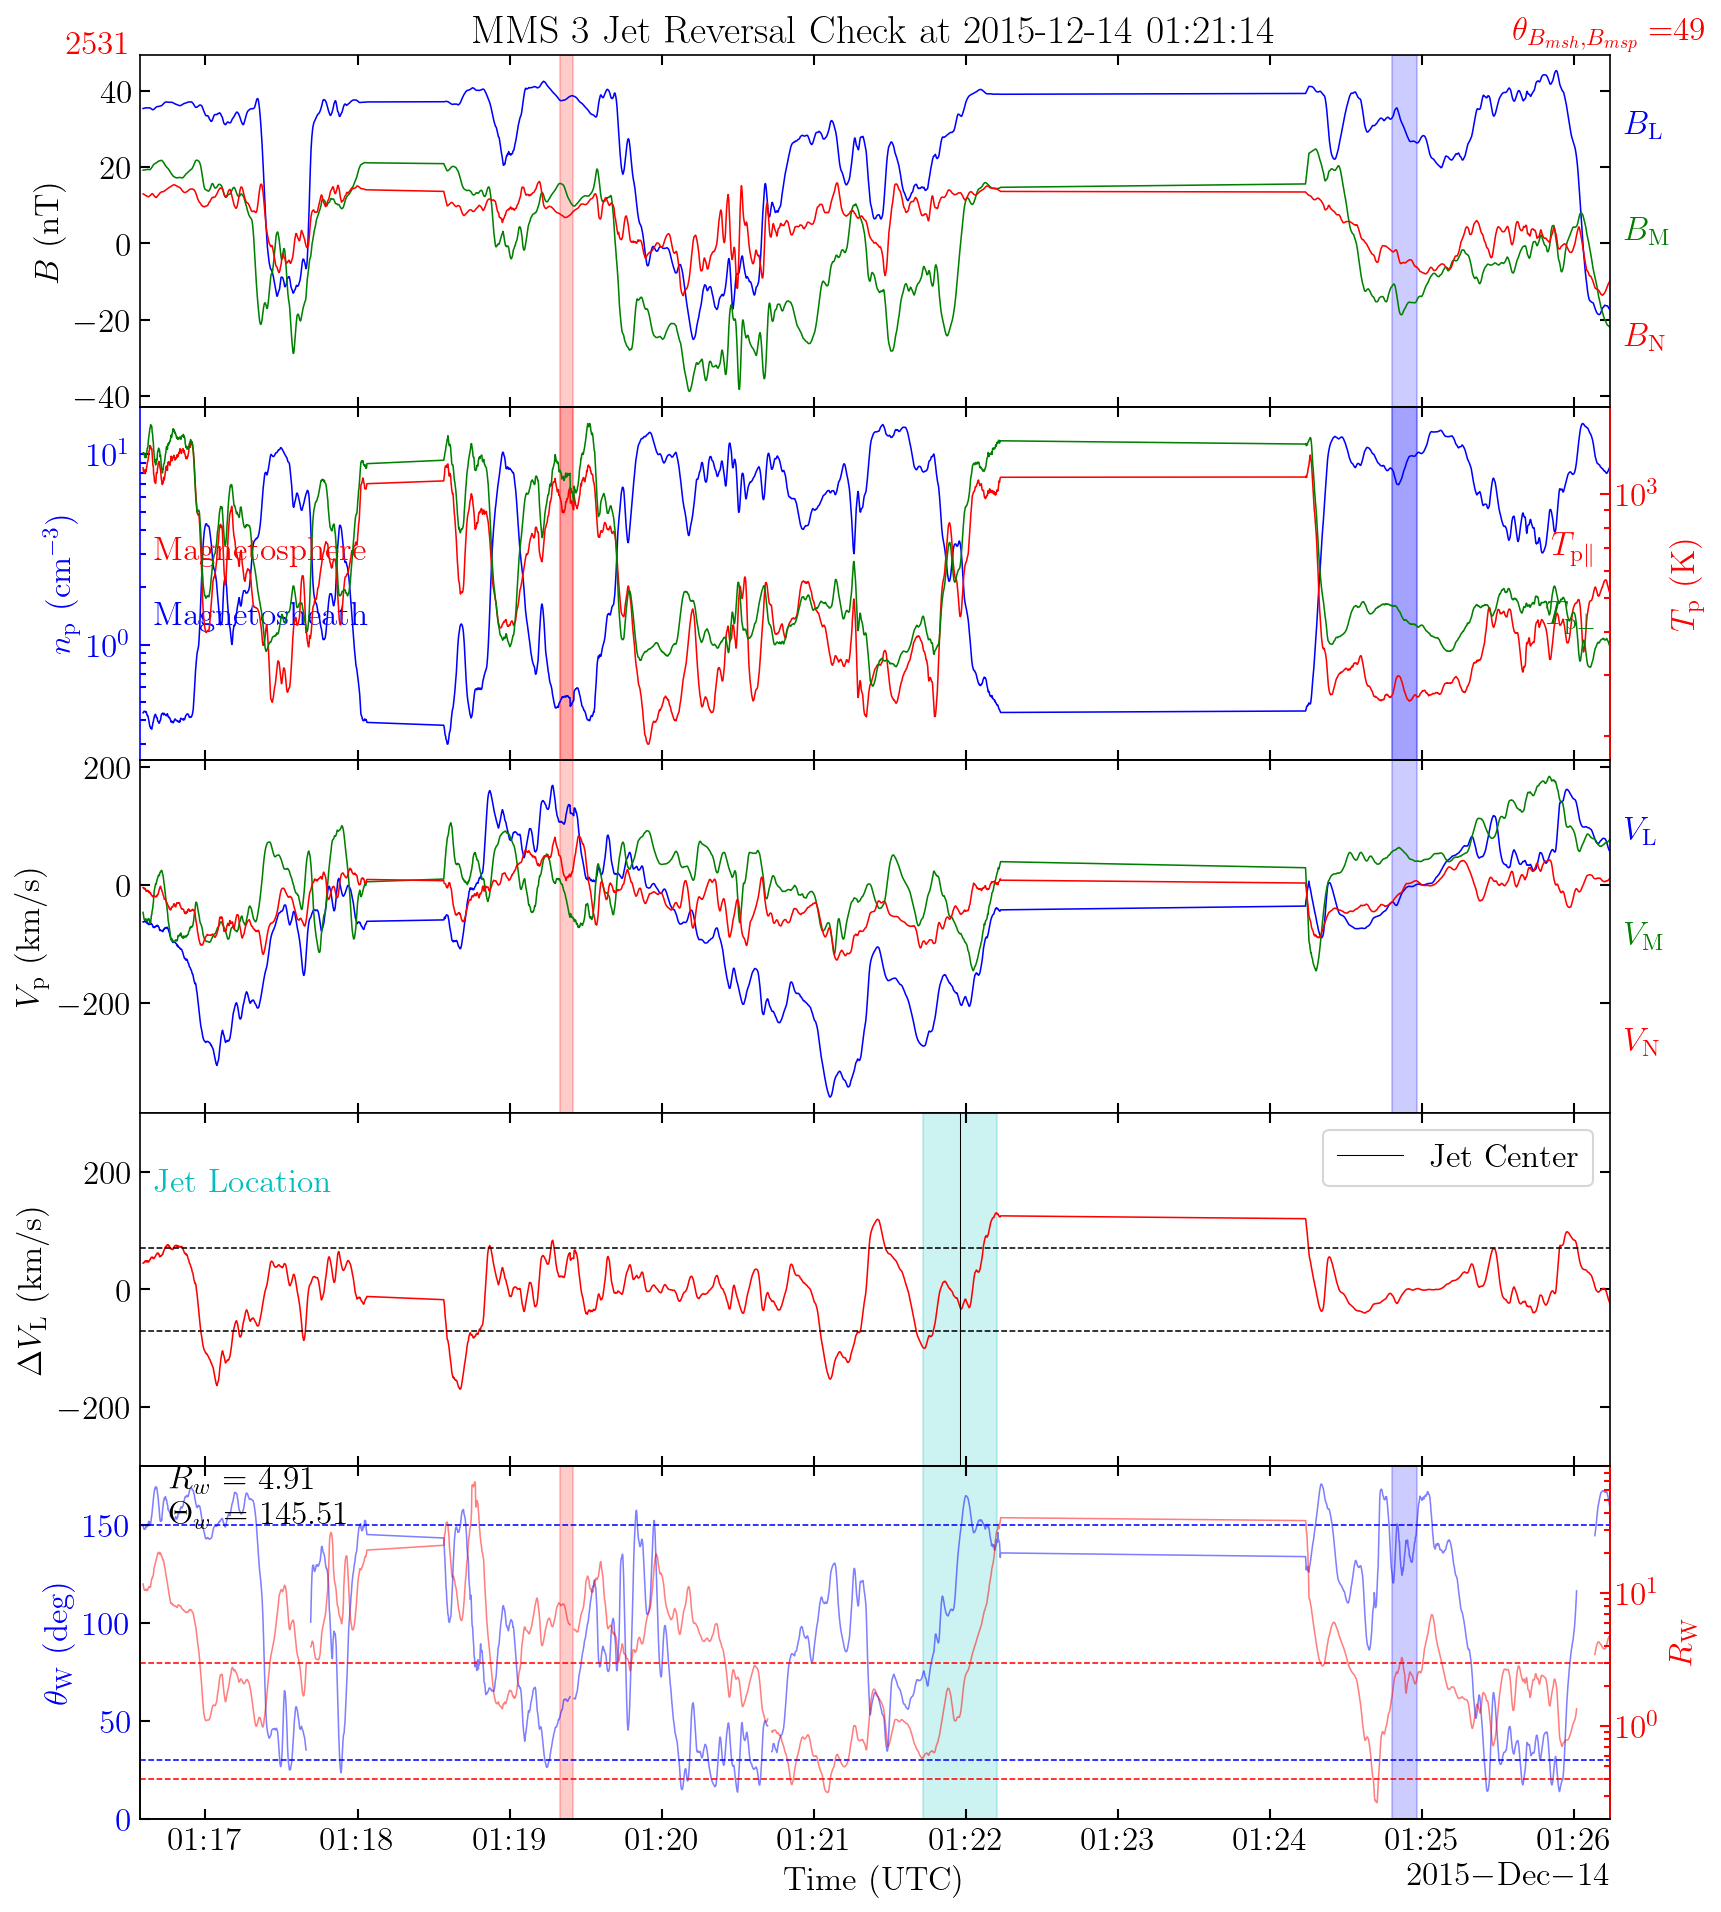 MMS 3 Jet Reversal Check at 2015-12-14 01:21:14
2531
θ_{B_{msh},B_{msp}} =49
40
20
0
−20
−40
B (nT)
B_L
B_M
B_N
10^1
10^0
n_p (cm^{−3})
Magnetosphere
Magnetosheath
T_{p∥}
T_{p⊥}
10^3
T_p (K)
200
0
−200
V_p (km/s)
V_L
V_M
V_N
Jet Location
Jet Center
200
0
−200
ΔV_L (km/s)
R_w = 4.91
Θ_w = 145.51
150
100
50
0
θ_W (deg)
10^1
10^0
R_W
01:17 01:18 01:19 01:20 01:21 01:22 01:23 01:24 01:25 01:26
Time (UTC)
2015−Dec−14